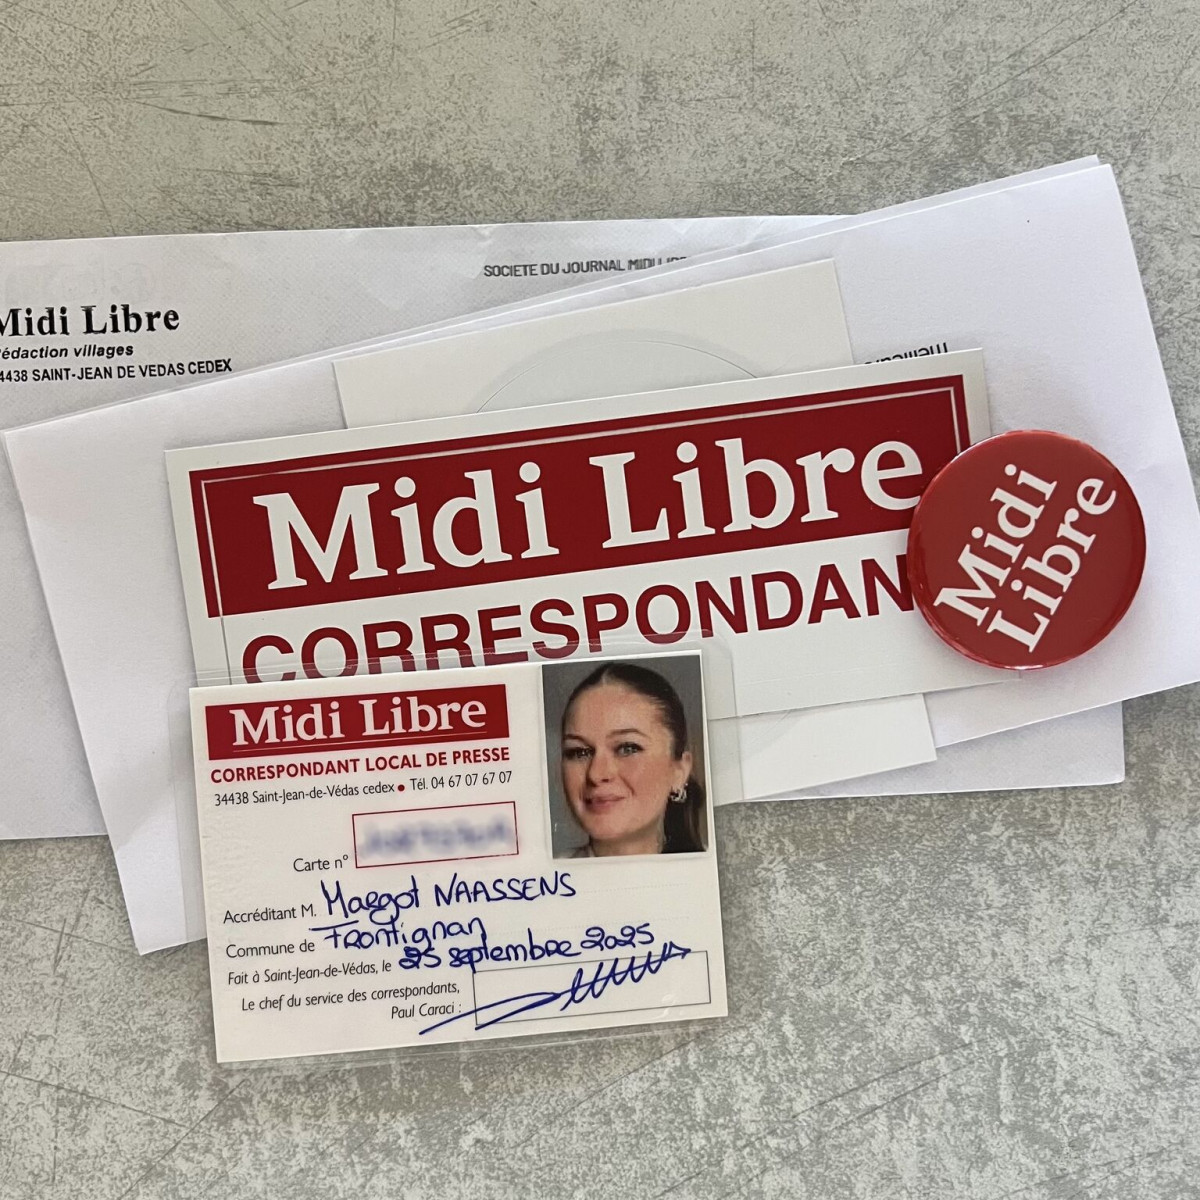 SOCIETE DU JOURNAL MIDI LIBRE
Midi Libre
Rédaction villages
34438 SAINT-JEAN DE VEDAS CEDEX
Midi Libre
CORRESPONDAN
Midi
Libre
Midi Libre
CORRESPONDANT LOCAL DE PRESSE
34438 Saint-Jean-de-Védas cedex • Tél. 04 67 07 67 07
Carte n°
Accréditant M. Margot NAASSENS
Commune de Frontignan
Fait à Saint-Jean-de-Védas, le 25 septembre 2025
Le chef du service des correspondants,
Paul Caraci :